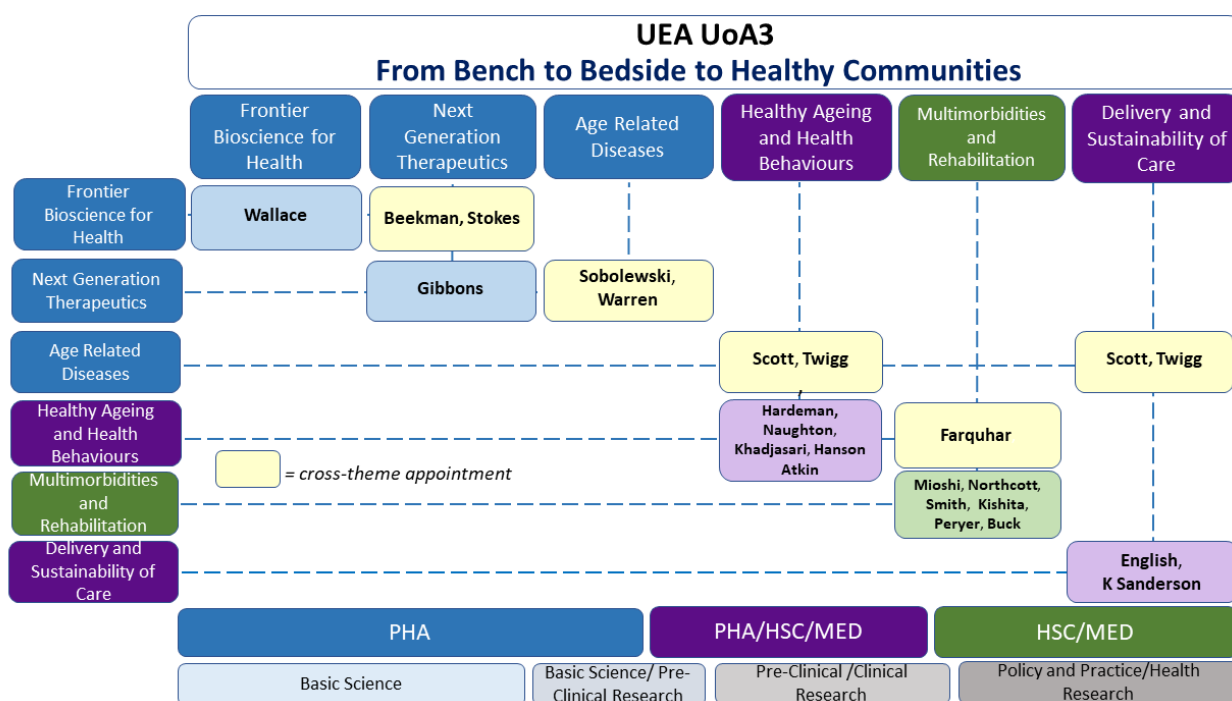 UEA UoA3
From Bench to Bedside to Healthy Communities
Frontier
Bioscience for
Health
Next
Generation
Therapeutics
Age Related
Diseases
Healthy Ageing
and Health
Behaviours
Multimorbidities
and
Rehabilitation
Delivery and
Sustainability of
Care
Frontier
Bioscience for
Health
Wallace
Beekman, Stokes
Next Generation
Therapeutics
Gibbons
Sobolewski,
Warren
Age Related
Diseases
Scott, Twigg
,
Scott, Twigg
Healthy Ageing
and Health
Behaviours
Hardeman,
Naughton,
Khadjasari, Hanson
Atkin
Farquhar
= cross-theme appointment
Multimorbidities
and
Rehabilitation
Mioshi, Northcott,
Smith, Kishita,
Peryer, Buck
Delivery and
Sustainability of
Care
English,
K Sanderson
PHA
PHA/HSC/MED
HSC/MED
Basic Science
Basic Science/ Pre-
Clinical Research
Pre-Clinical /Clinical
Research
Policy and Practice/Health
Research